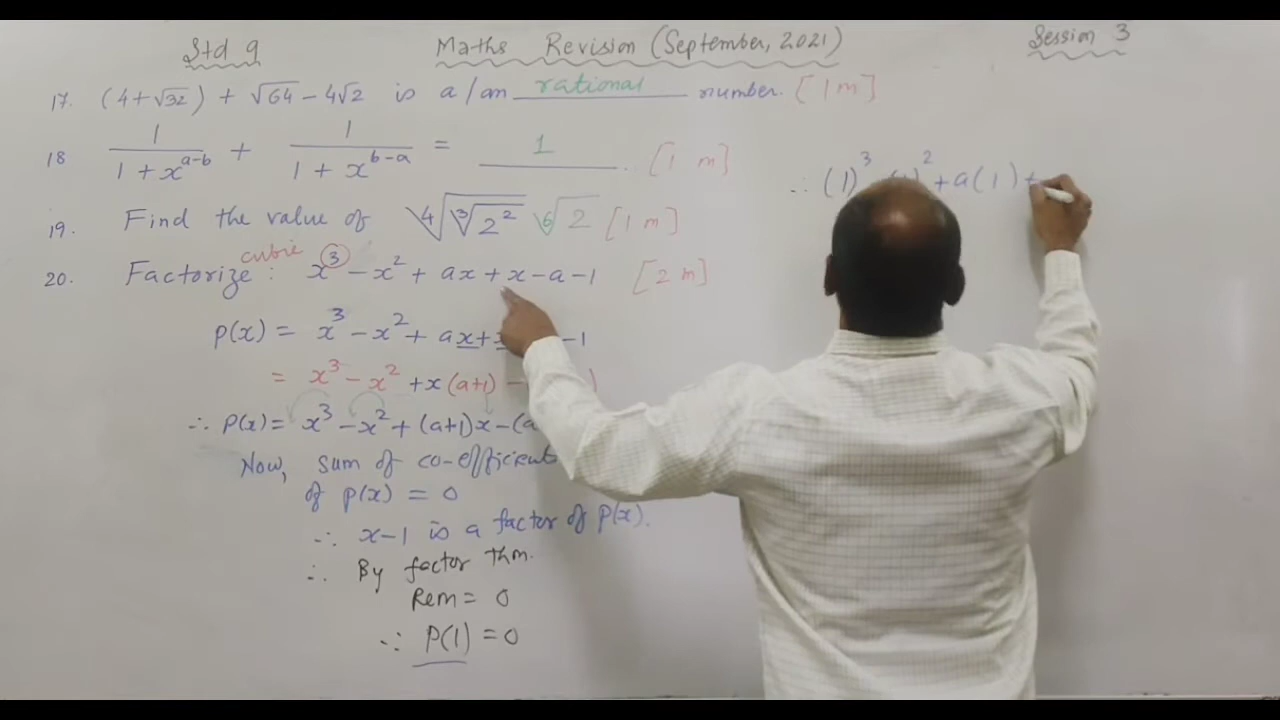 Std 9 Maths Revision (September, 2021) Session 3
17. (4+√32) + √64 - 4√2 is a/an rational number. [1m]
18 1/(1 + x^(a-b)) + 1/(1 + x^(b-a)) = 1. [1 m]
19. Find the value of ⁴√(³√(2²)) ⁶√2 [1 m]
cubic
20. Factorize : x³ - x² + ax + x - a - 1 [2 m]
P(x) = x³ - x² + ax + -1
= x³ - x² + x(a+1) - )
∴ P(x) = x³ - x² + (a+1)x - (a
Now, sum of co-efficient
of p(x) = 0
∴ x-1 is a factor of P(x).
∴ By factor thm.
Rem = 0
∴ P(1) = 0
∴ (1)³ ² + a(1) +